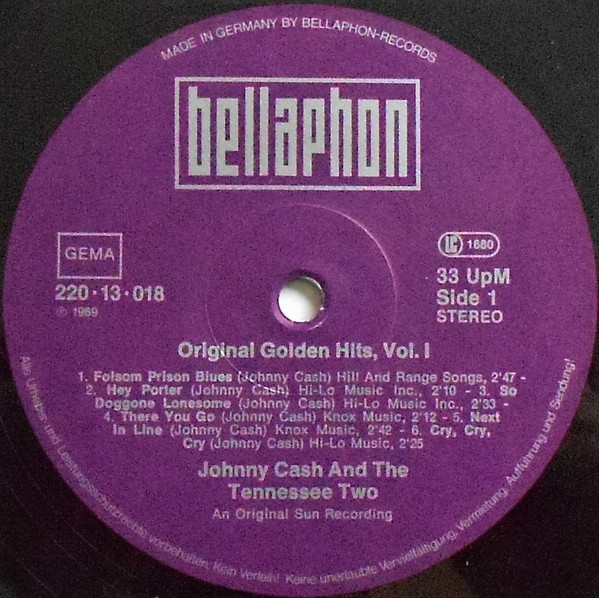 MADE IN GERMANY BY BELLAPHON-RECORDS
bellaphon
GEMA
220·13·018
℗ 1969
LC 1680
33 UpM
Side 1
STEREO
Original Golden Hits, Vol. I
1. Folsom Prison Blues (Johnny Cash) Hill And Range Songs, 2'47 -
2. Hey Porter (Johnny Cash) Hi-Lo Music Inc., 2'10 - 3. So
Doggone Lonesome (Johnny Cash) Hi-Lo Music Inc., 2'33 -
4. There You Go (Johnny Cash) Knox Music, 2'12 - 5. Next
In Line (Johnny Cash) Knox Music, 2'42 - 6. Cry, Cry,
Cry (Johnny Cash) Hi-Lo Music, 2'25
Johnny Cash And The
Tennessee Two
An Original Sun Recording
Alle Urheber- und Leistungsschutzrechte vorbehalten. Kein Verleih! Keine unerlaubte Vervielfältigung, Vermietung, Aufführung und Sendung!